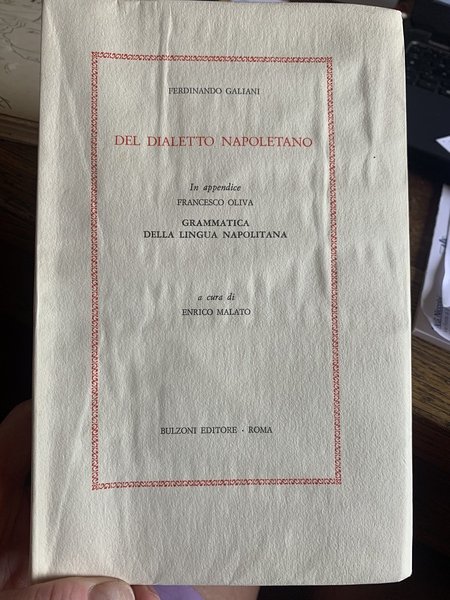 FERDINANDO GALIANI
DEL DIALETTO NAPOLETANO
In appendice
FRANCESCO OLIVA
GRAMMATICA
DELLA LINGUA NAPOLITANA
a cura di
ENRICO MALATO
BULZONI EDITORE · ROMA